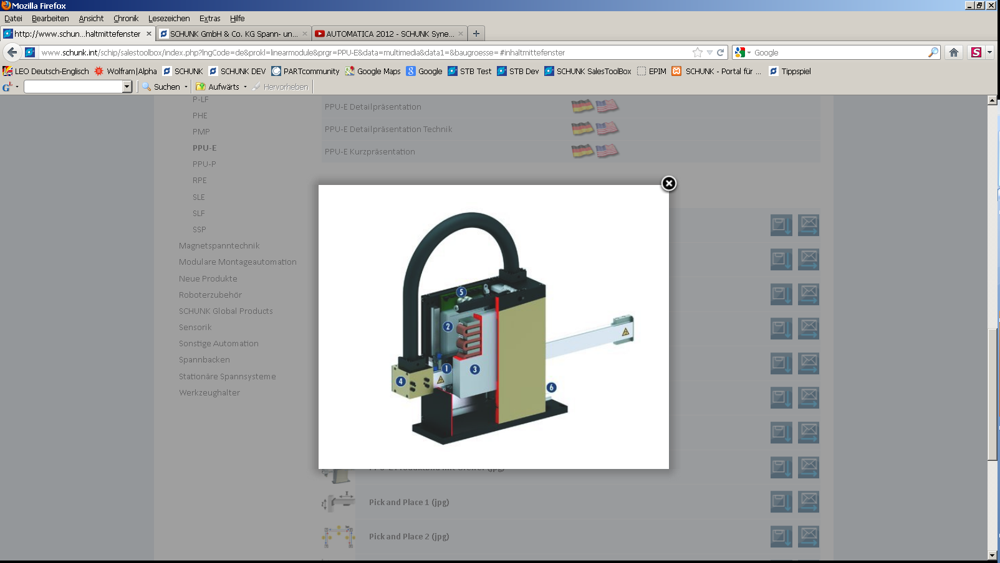 Mozilla Firefox
Datei Bearbeiten Ansicht Chronik Lesezeichen Extras Hilfe
http://www.schun...haltmittefenster SCHUNK GmbH & Co. KG Spann- un... AUTOMATICA 2012 - SCHUNK Syne...
www.schunk.int/schip/salestoolbox/index.php?lngCode=de&prokl=linearmodule&prgr=PPU-E&data=multimedia&data1=&baugroesse=#inhaltmittefenster Google
LEO Deutsch-Englisch Wolfram|Alpha SCHUNK SCHUNK DEV PARTcommunity Google Maps Google STB Test STB Dev SCHUNK SalesToolBox EPIM SCHUNK - Portal für ... Tippspiel
Suchen Aufwärts Hervorheben
P-LF
PHE
PMP
PPU-E
PPU-P
RPE
SLE
SLF
SSP
Magnetspanntechnik
Modulare Montageautomation
Neue Produkte
Roboterzubehör
SCHUNK Global Products
Sensorik
Sonstige Automation
Spannbacken
Stationäre Spannsysteme
Werkzeughalter
PPU-E Detailpräsentation
PPU-E Detailpräsentation Technik
PPU-E Kurzpräsentation
5
2
1
3
4
6
Pick and Place 1 (jpg)
Pick and Place 2 (jpg)